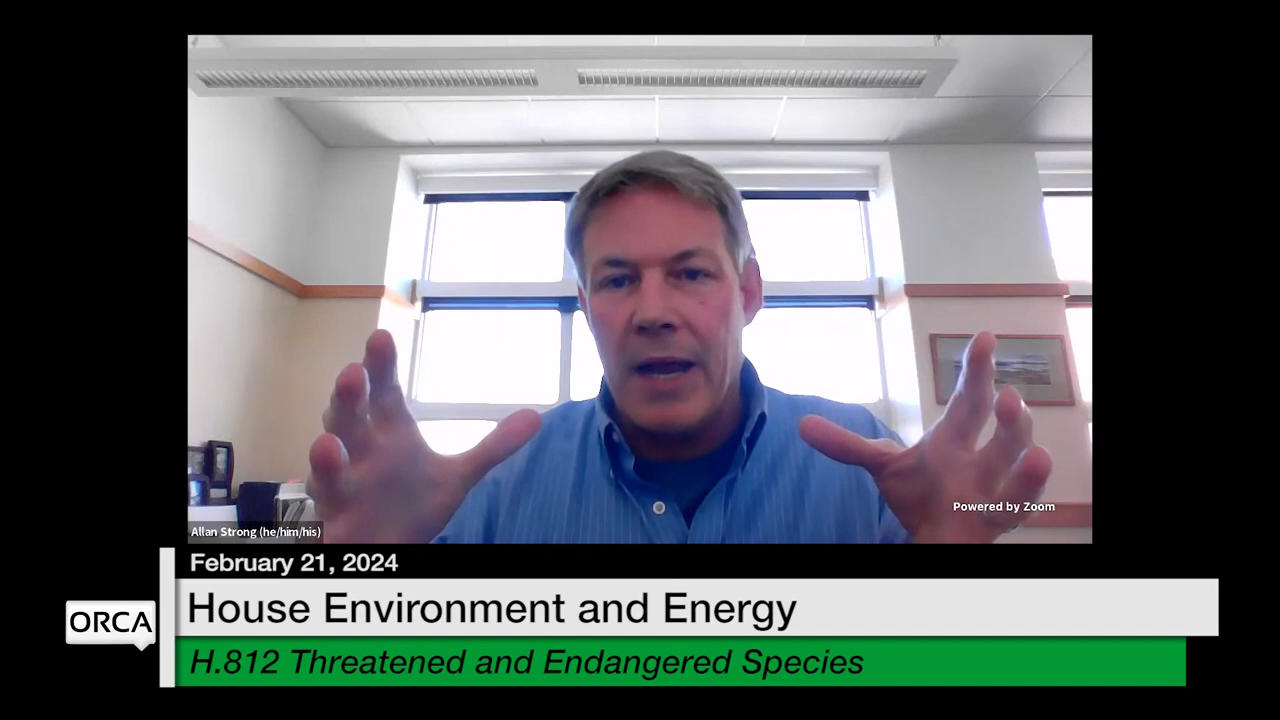 Powered by Zoom
Allan Strong (he/him/his)
February 21, 2024
House Environment and Energy
ORCA
H.812 Threatened and Endangered Species